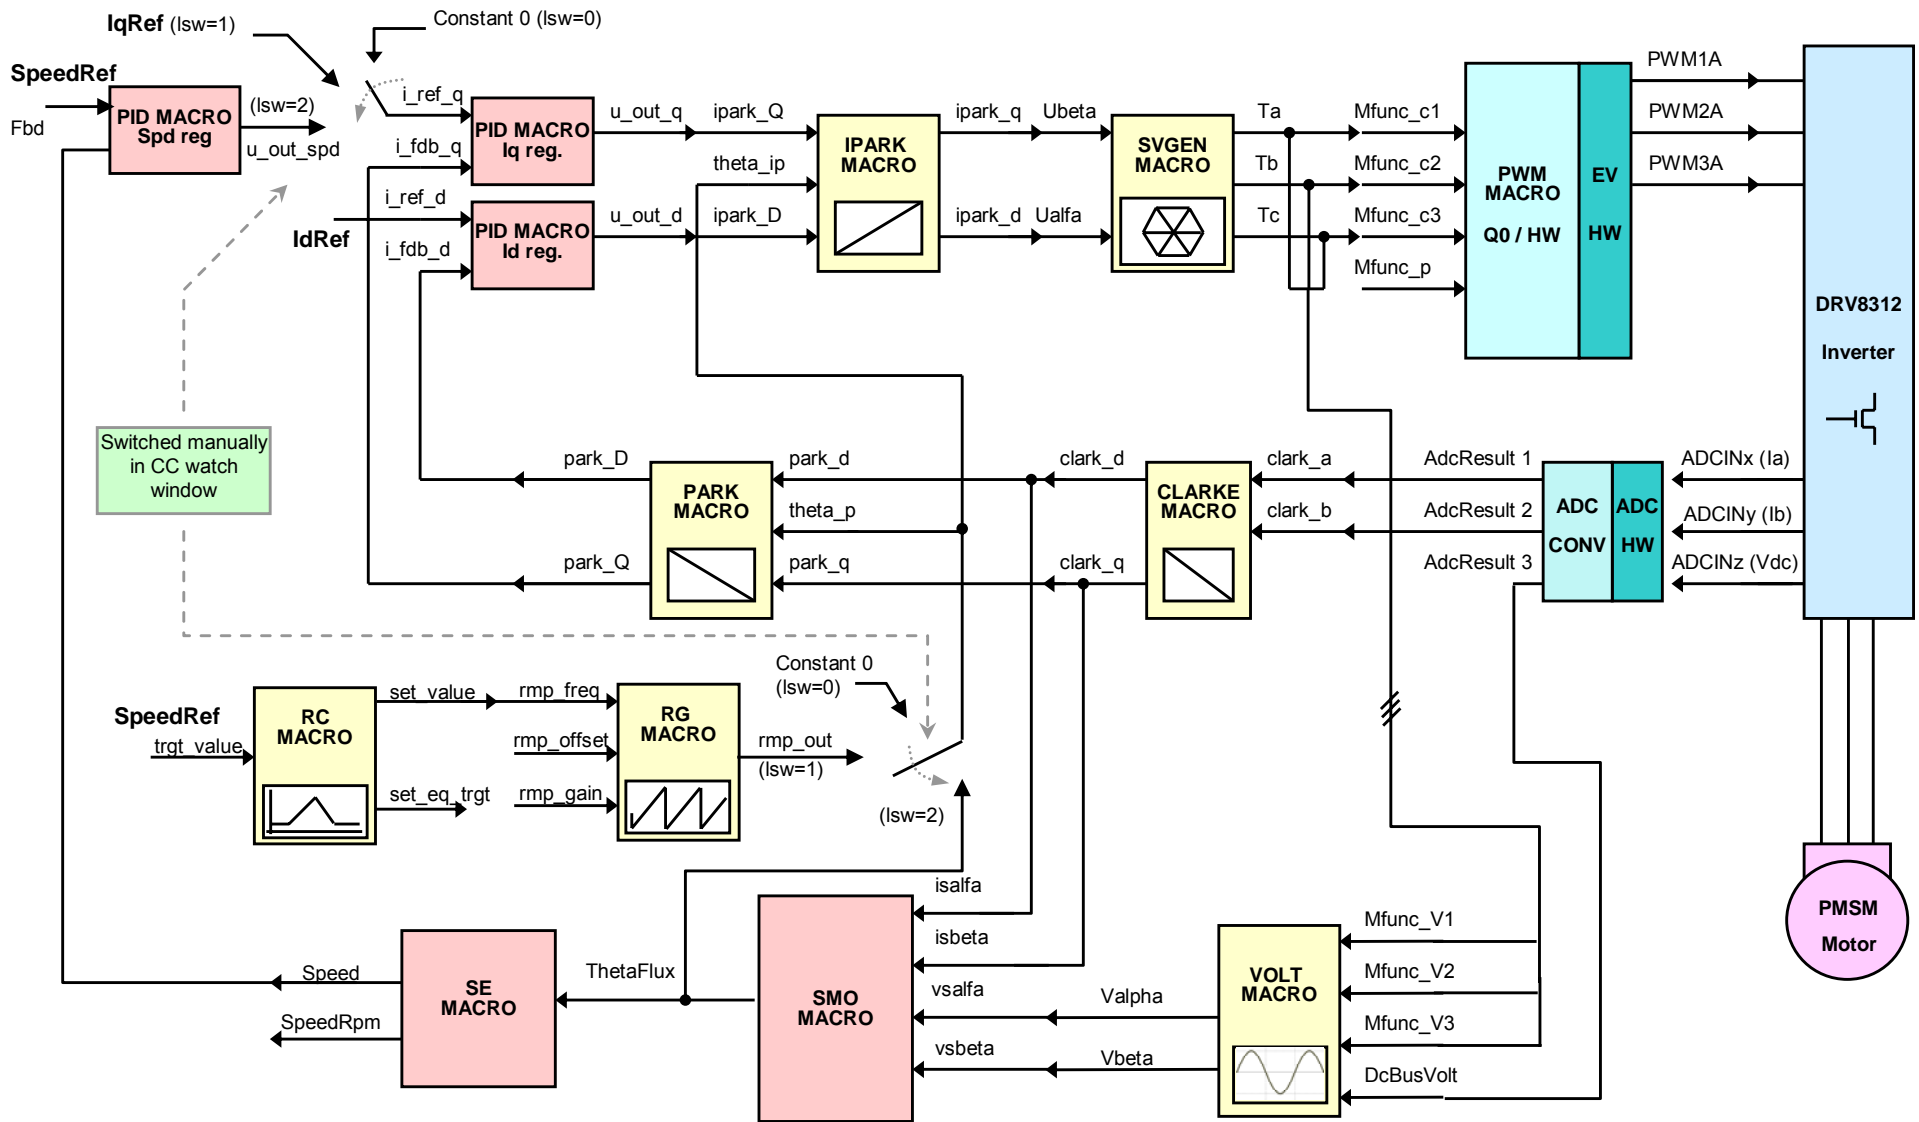 IqRef (lsw=1)
Constant 0 (lsw=0)
SpeedRef
Fbd
PID MACRO
Spd reg
(lsw=2)
u_out_spd
i_ref_q
i_fdb_q
PID MACRO
Iq reg.
u_out_q
ipark_Q
theta_ip
i_ref_d
IdRef
i_fdb_d
PID MACRO
Id reg.
u_out_d
ipark_D
IPARK
MACRO
ipark_q
Ubeta
ipark_d
Ualfa
SVGEN
MACRO
Ta
Tb
Tc
Mfunc_c1
Mfunc_c2
Mfunc_c3
Mfunc_p
PWM
MACRO
Q0 / HW
EV
HW
PWM1A
PWM2A
PWM3A
DRV8312
Inverter
Switched manually
in CC watch
window
park_D
park_Q
PARK
MACRO
park_d
theta_p
park_q
clark_d
clark_q
CLARKE
MACRO
clark_a
clark_b
AdcResult 1
AdcResult 2
AdcResult 3
ADC
CONV
ADC
HW
ADCINx (Ia)
ADCINy (Ib)
ADCINz (Vdc)
SpeedRef
trgt_value
RC
MACRO
set_value
set_eq_trgt
rmp_freq
rmp_offset
rmp_gain
RG
MACRO
rmp_out
(lsw=1)
Constant 0
(lsw=0)
(lsw=2)
Speed
SpeedRpm
SE
MACRO
ThetaFlux
SMO
MACRO
isalfa
isbeta
vsalfa
vsbeta
Valpha
Vbeta
VOLT
MACRO
Mfunc_V1
Mfunc_V2
Mfunc_V3
DcBusVolt
PMSM
Motor